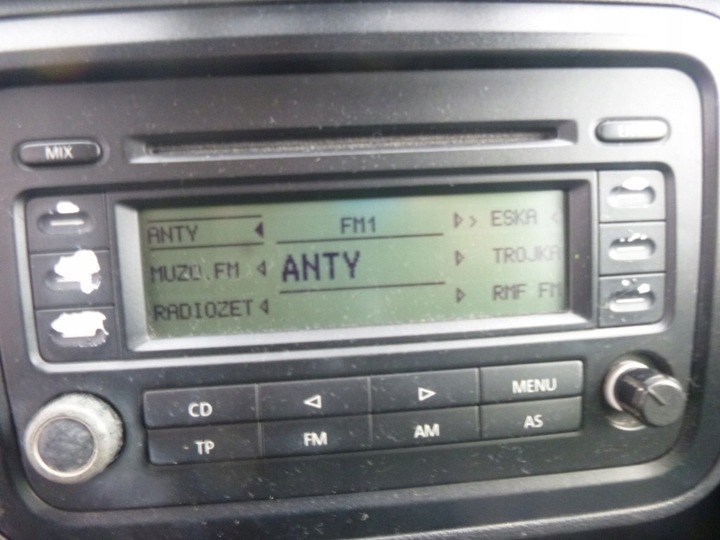 MIX
ANTY FM1 ESKA
MUZO.FM ANTY TROJKA
RADIOZET RMF FM
CD MENU
TP FM AM AS